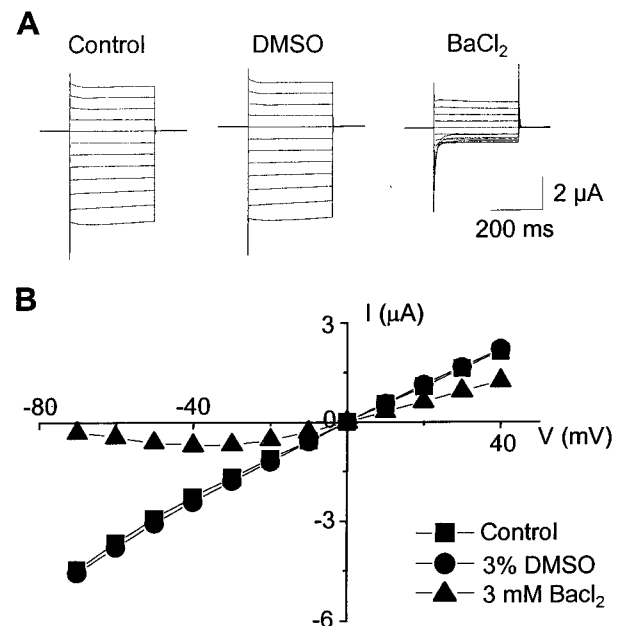 A
Control DMSO BaCl₂
2 μA
200 ms
B
I (μA)
3
-80 -40 0 V (mV)
40
-3
Control
3% DMSO
3 mM Bacl₂
-6